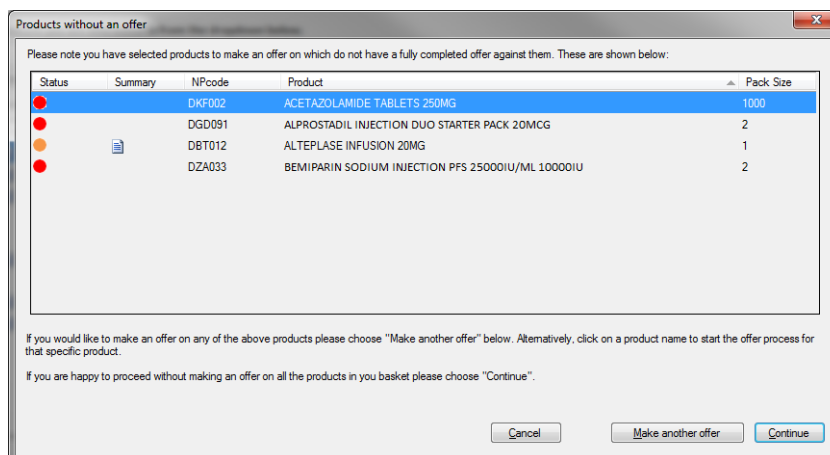 Products without an offer
from the dropdown below
Please note you have selected products to make an offer on which do not have a fully completed offer against them. These are shown below:
Status Summary NPcode Product Pack Size
DKF002 ACETAZOLAMIDE TABLETS 250MG 1000
DGD091 ALPROSTADIL INJECTION DUO STARTER PACK 20MCG 2
DBT012 ALTEPLASE INFUSION 20MG 1
DZA033 BEMIPARIN SODIUM INJECTION PFS 25000IU/ML 10000IU 2
If you would like to make an offer on any of the above products please choose "Make another offer" below. Alternatively, click on a product name to start the offer process for
that specific product.
If you are happy to proceed without making an offer on all the products in you basket please choose "Continue".
Cancel Make another offer Continue